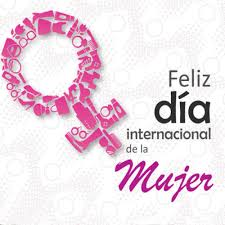 Feliz
día
internacional
de la
Mujer